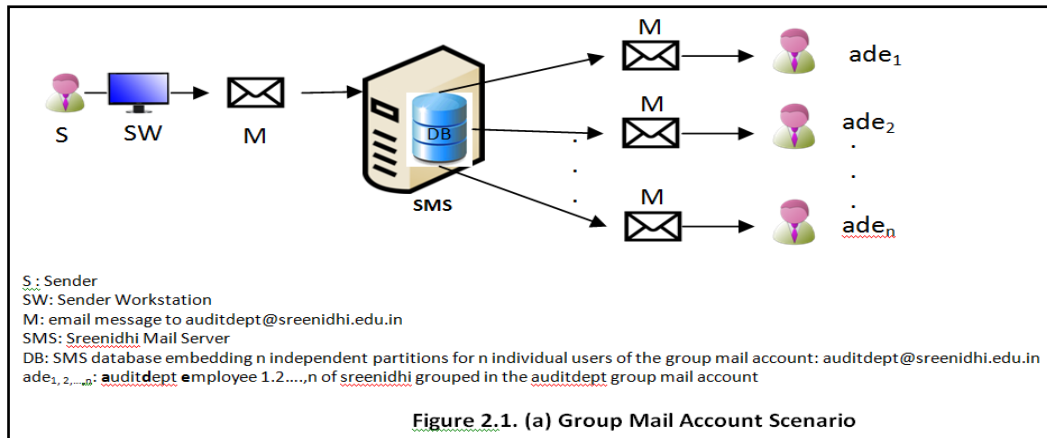 M
ade1
S
SW
M
DB
SMS
M
ade2
.
.
.
.
.
.
M
aden
S : Sender
SW: Sender Workstation
M: email message to auditdept@sreenidhi.edu.in
SMS: Sreenidhi Mail Server
DB: SMS database embedding n independent partitions for n individual users of the group mail account: auditdept@sreenidhi.edu.in
ade1, 2,...,n: auditdept employee 1.2....,n of sreenidhi grouped in the auditdept group mail account
Figure 2.1. (a) Group Mail Account Scenario